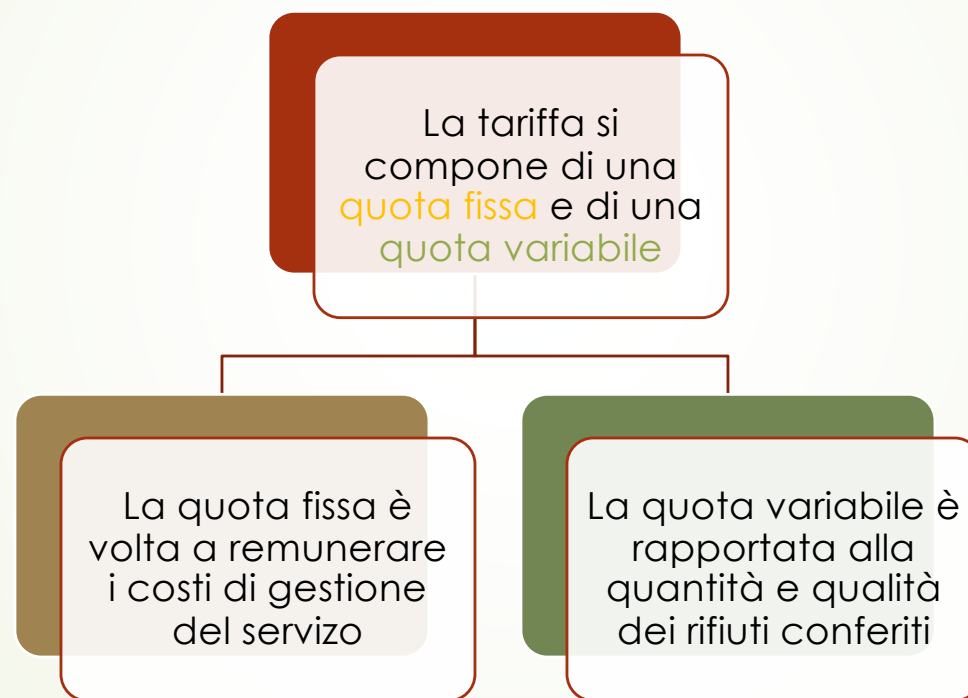 La tariffa si
compone di una
quota fissa e di una
quota variabile
La quota fissa è
volta a remunerare
i costi di gestione
del servizo
La quota variabile è
rapportata alla
quantità e qualità
dei rifiuti conferiti